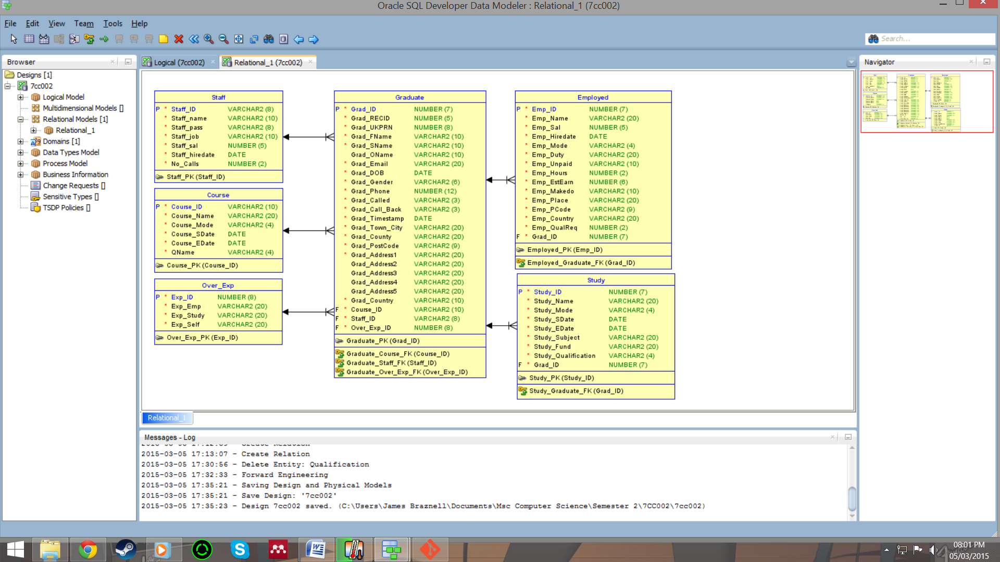 Oracle SQL Developer Data Modeler : Relational_1 (7cc002)
File Edit View Team Tools Help
Search...
Browser
Designs [1]
7cc002
Logical Model
Multidimensional Models []
Relational Models [1]
Relational_1
Domains [1]
Data Types Model
Process Model
Business Information
Change Requests []
Sensitive Types []
TSDP Policies []
Logical (7cc002)
Relational_1 (7cc002)
Staff
P * Staff_ID VARCHAR2 (8)
* Staff_name VARCHAR2 (10)
* Staff_pass VARCHAR2 (8)
* Staff_job VARCHAR2 (10)
* Staff_sal NUMBER (5)
* Staff_hiredate DATE
* No_Calls NUMBER (2)
Staff_PK (Staff_ID)
Course
P * Course_ID VARCHAR2 (10)
* Course_Name VARCHAR2 (20)
* Course_Mode VARCHAR2 (4)
* Course_SDate DATE
* Course_EDate DATE
* QName VARCHAR2 (4)
Course_PK (Course_ID)
Over_Exp
P * Exp_ID NUMBER (8)
* Exp_Emp VARCHAR2 (20)
* Exp_Study VARCHAR2 (20)
* Exp_Self VARCHAR2 (20)
Over_Exp_PK (Exp_ID)
Graduate
P * Grad_ID NUMBER (7)
* Grad_RECID NUMBER (5)
* Grad_UKPRN NUMBER (8)
* Grad_FName VARCHAR2 (10)
* Grad_SName VARCHAR2 (10)
Grad_OName VARCHAR2 (10)
* Grad_Email VARCHAR2 (20)
* Grad_DOB DATE
* Grad_Gender VARCHAR2 (6)
* Grad_Phone NUMBER (12)
* Grad_Called VARCHAR2 (3)
* Grad_Call_Back VARCHAR2 (3)
* Grad_Timestamp DATE
* Grad_Town_City VARCHAR2 (20)
* Grad_County VARCHAR2 (20)
* Grad_PostCode VARCHAR2 (9)
* Grad_Address1 VARCHAR2 (20)
Grad_Address2 VARCHAR2 (20)
Grad_Address3 VARCHAR2 (20)
Grad_Address4 VARCHAR2 (20)
Grad_Address5 VARCHAR2 (20)
* Grad_Country VARCHAR2 (10)
F * Course_ID VARCHAR2 (10)
F * Staff_ID VARCHAR2 (8)
F * Over_Exp_ID NUMBER (8)
Graduate_PK (Grad_ID)
Graduate_Course_FK (Course_ID)
Graduate_Staff_FK (Staff_ID)
Graduate_Over_Exp_FK (Over_Exp_ID)
Employed
P * Emp_ID NUMBER (7)
* Emp_Name VARCHAR2 (20)
* Emp_Sal NUMBER (5)
* Emp_Hiredate DATE
* Emp_Mode VARCHAR2 (4)
* Emp_Duty VARCHAR2 (20)
* Emp_Unpaid VARCHAR2 (10)
* Emp_Hours NUMBER (2)
* Emp_EstEarn NUMBER (6)
* Emp_Makedo VARCHAR2 (10)
* Emp_Place VARCHAR2 (20)
* Emp_PCode VARCHAR2 (9)
* Emp_Country VARCHAR2 (20)
* Emp_QualReq NUMBER (2)
F * Grad_ID NUMBER (7)
Employed_PK (Emp_ID)
Employed_Graduate_FK (Grad_ID)
Study
P * Study_ID NUMBER (7)
* Study_Name VARCHAR2 (20)
* Study_Mode VARCHAR2 (4)
* Study_SDate DATE
* Study_EDate DATE
* Study_Subject VARCHAR2 (20)
* Study_Fund VARCHAR2 (20)
* Study_Qualification VARCHAR2 (4)
F * Grad_ID NUMBER (7)
Study_PK (Study_ID)
Study_Graduate_FK (Grad_ID)
Relational_1
Navigator
Messages - Log
2015-03-05 17:13:07 - Create Relation
2015-03-05 17:30:56 - Delete Entity: Qualification
2015-03-05 17:32:33 - Forward Engineering
2015-03-05 17:35:21 - Saving Design and Physical Models
2015-03-05 17:35:21 - Save Design: '7cc002'
2015-03-05 17:35:23 - Design 7cc002 saved. (C:\Users\James Braznell\Documents\Msc Computer Science\Semester 2\7CC002\7cc002)
08:01 PM
05/03/2015